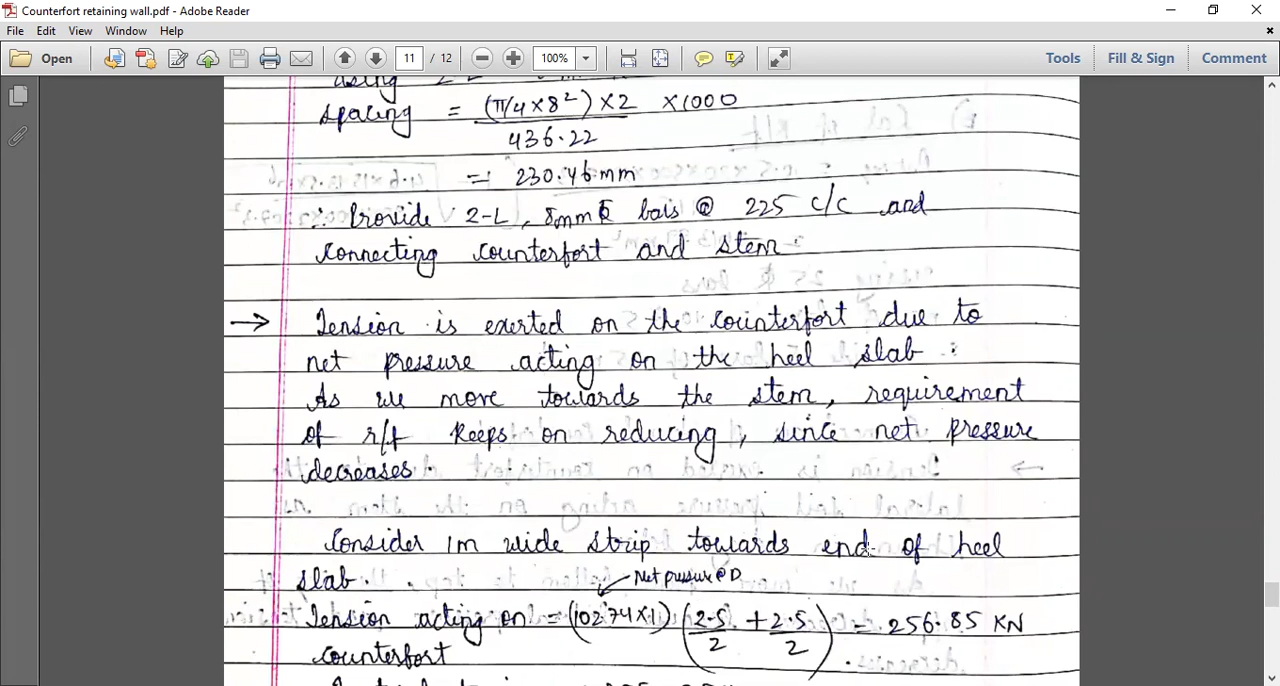 Counterfort retaining wall.pdf - Adobe Reader
File Edit View Window Help
Open 11 / 12 100% Tools Fill & Sign Comment
using
spacing = (π/4 × 8²) × 2 × 1000
436.22
= 230.46 mm
∴ Provide 2-L, 8mm ϕ bars @ 225 c/c and
connecting counterfort and stem
→ Tension is exerted on the counterfort due to
net pressure acting on the heel slab.
As we move towards the stem, requirement
of r/f keeps on reducing, since net pressure
decreases.
Consider 1m wide strip towards end of heel
slab. Net pressure @ D
Tension acting on = (102.74×1) (2.5/2 + 2.5/2) = 256.85 KN
counterfort